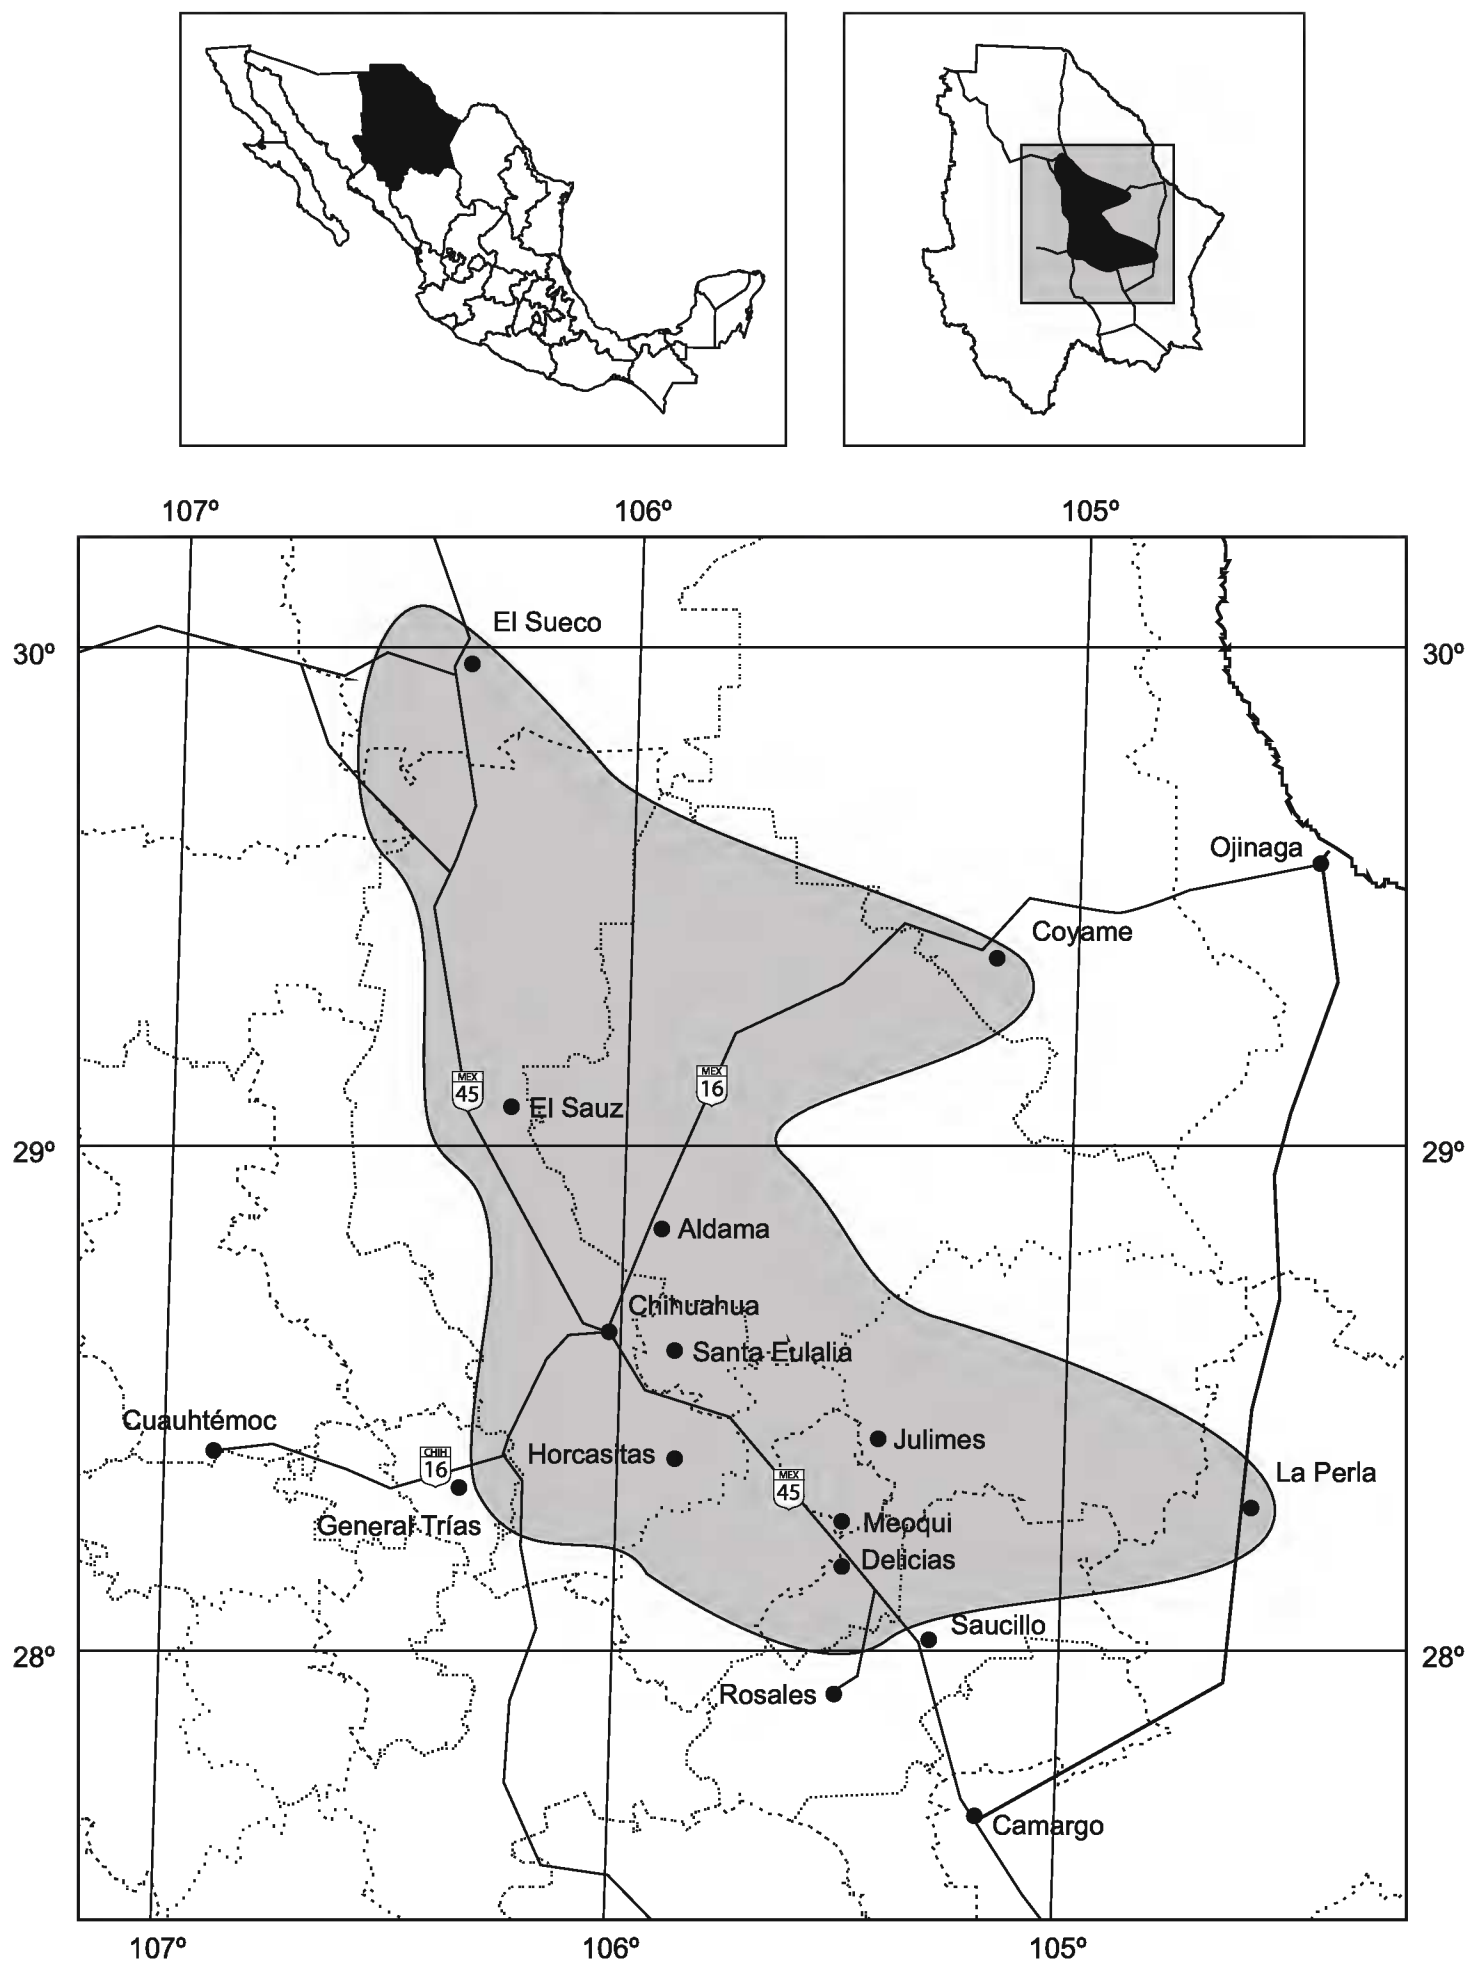 107º 106º 105º
El Sueco
30º 30º
Ojinaga
Coyame
MEX
45
MEX
16
El Sauz
29º 29º
Aldama
Chihuahua
Santa Eulalia
Cuauhtémoc
CHIH
16
Horcasitas
Julimes
La Perla
MEX
45
General Trías
Meoqui
Delicias
Saucillo
28º 28º
Rosales
Camargo
107º 106º 105º